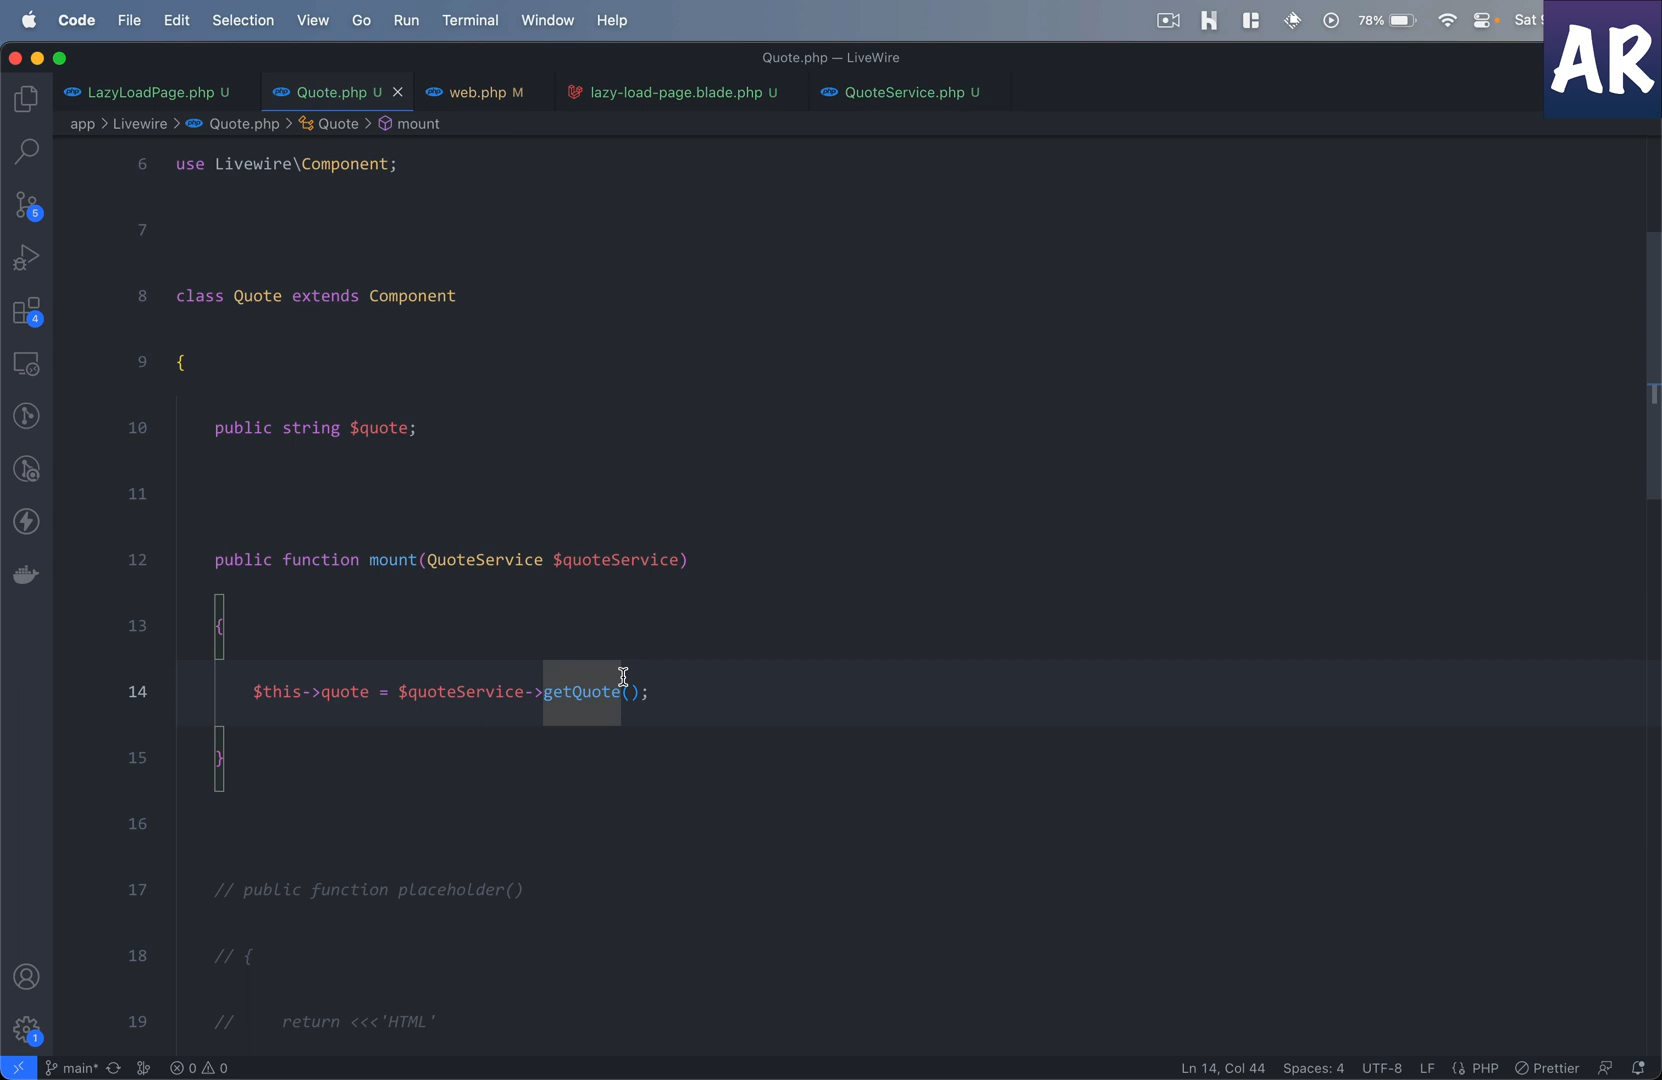 Code File Edit Selection View Go Run Terminal Window Help 78% Sat
AR
Quote.php — LiveWire
LazyLoadPage.php U Quote.php U web.php M lazy-load-page.blade.php U QuoteService.php U
app > Livewire > Quote.php > Quote > mount
6 use Livewire\Component;
7
8 class Quote extends Component
9 {
10 public string $quote;
11
12 public function mount(QuoteService $quoteService)
13 {
14 $this->quote = $quoteService->getQuote();
15 }
16
17 // public function placeholder()
18 // {
19 // return <<<'HTML'
5
4
1
main* 0 0 Ln 14, Col 44 Spaces: 4 UTF-8 LF {} PHP Prettier